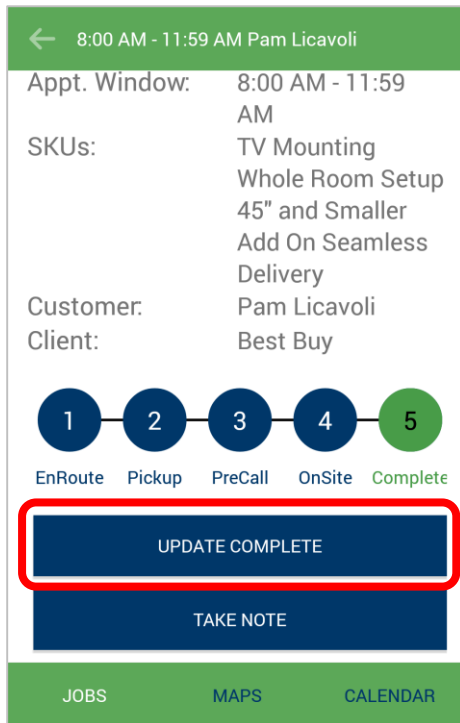 8:00 AM - 11:59 AM Pam Licavoli
Appt. Window: 8:00 AM - 11:59
AM
SKUs: TV Mounting
Whole Room Setup
45" and Smaller
Add On Seamless
Delivery
Customer: Pam Licavoli
Client: Best Buy
1 2 3 4 5
EnRoute Pickup PreCall OnSite Complete
UPDATE COMPLETE
TAKE NOTE
JOBS MAPS CALENDAR